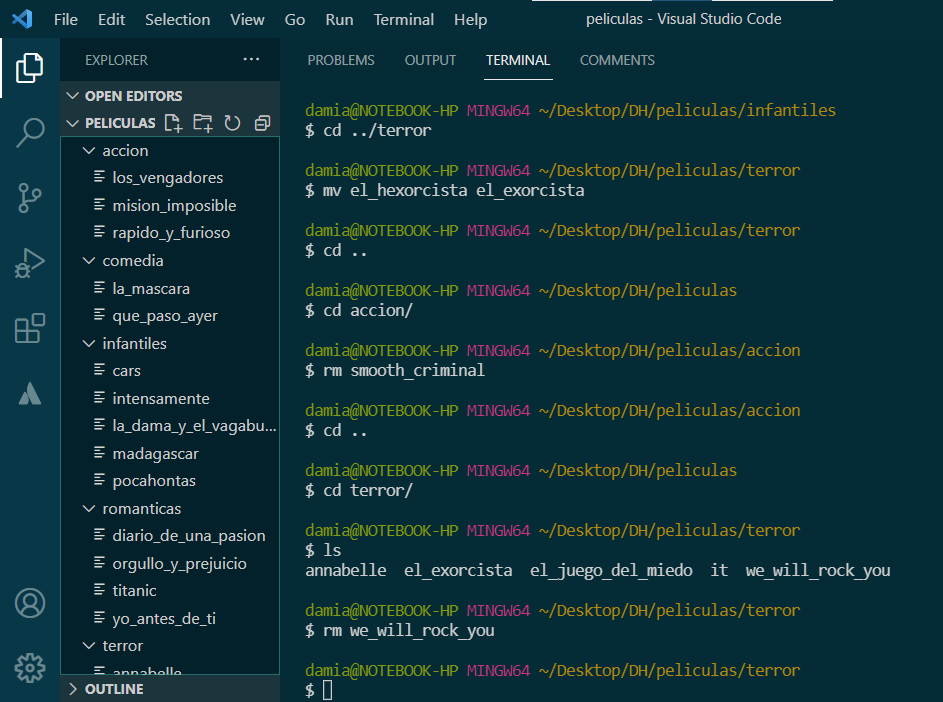 File Edit Selection View Go Run Terminal Help peliculas - Visual Studio Code
EXPLORER ···
OPEN EDITORS
PELICULAS
accion
los_vengadores
mision_imposible
rapido_y_furioso
comedia
la_mascara
que_paso_ayer
infantiles
cars
intensamente
la_dama_y_el_vagabu...
madagascar
pocahontas
romanticas
diario_de_una_pasion
orgullo_y_prejuicio
titanic
yo_antes_de_ti
terror
annabelle
OUTLINE
PROBLEMS OUTPUT TERMINAL COMMENTS
damia@NOTEBOOK-HP MINGW64 ~/Desktop/DH/peliculas/infantiles
$ cd ../terror
damia@NOTEBOOK-HP MINGW64 ~/Desktop/DH/peliculas/terror
$ mv el_hexorcista el_exorcista
damia@NOTEBOOK-HP MINGW64 ~/Desktop/DH/peliculas/terror
$ cd ..
damia@NOTEBOOK-HP MINGW64 ~/Desktop/DH/peliculas
$ cd accion/
damia@NOTEBOOK-HP MINGW64 ~/Desktop/DH/peliculas/accion
$ rm smooth_criminal
damia@NOTEBOOK-HP MINGW64 ~/Desktop/DH/peliculas/accion
$ cd ..
damia@NOTEBOOK-HP MINGW64 ~/Desktop/DH/peliculas
$ cd terror/
damia@NOTEBOOK-HP MINGW64 ~/Desktop/DH/peliculas/terror
$ ls
annabelle el_exorcista el_juego_del_miedo it we_will_rock_you
damia@NOTEBOOK-HP MINGW64 ~/Desktop/DH/peliculas/terror
$ rm we_will_rock_you
damia@NOTEBOOK-HP MINGW64 ~/Desktop/DH/peliculas/terror
$